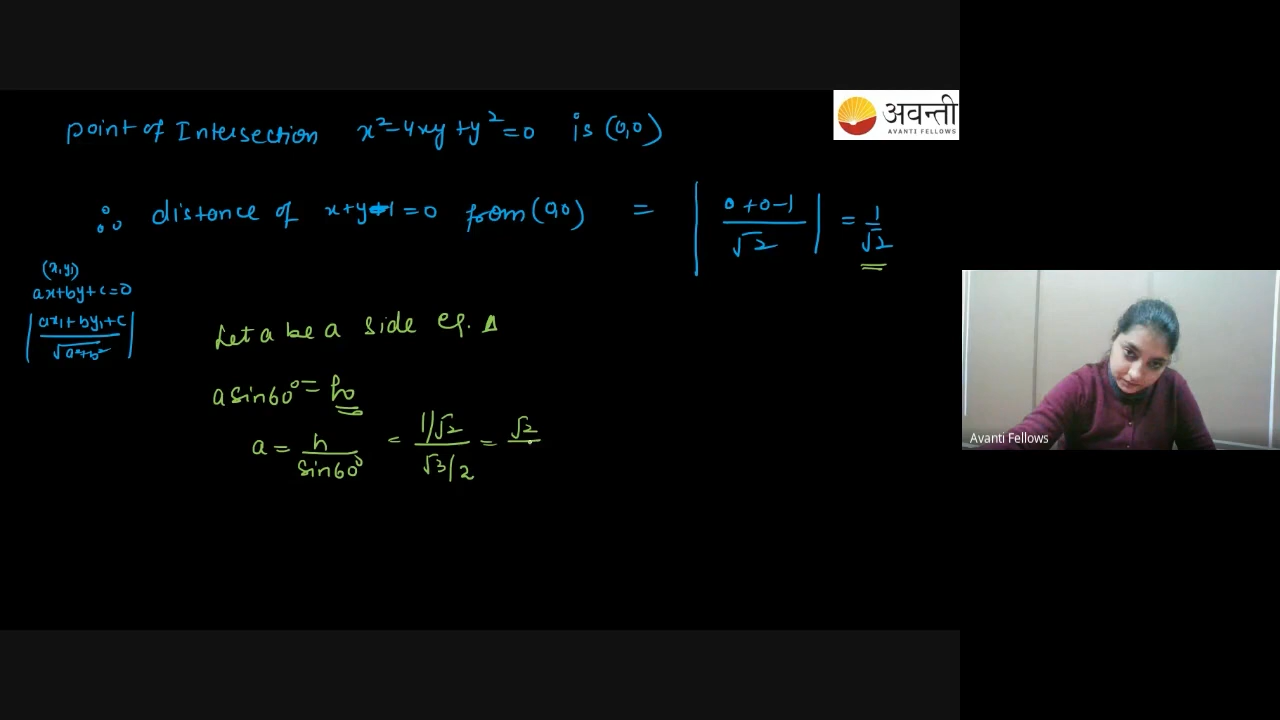 point of Intersection x²-4xy+y²=0 is (0,0)
अवन्ती
AVANTI FELLOWS
∴ distance of x+y-1=0 from (0,0) = |0+0-1/√2| = 1/√2
(x,y)
ax+by+c=0
|ax₁+by₁+c/√a²+b²|
Let a be a side eq. Δ
a sin60°=
a = h/sin60° = 1/√2/√3/2 = √2
Avanti Fellows